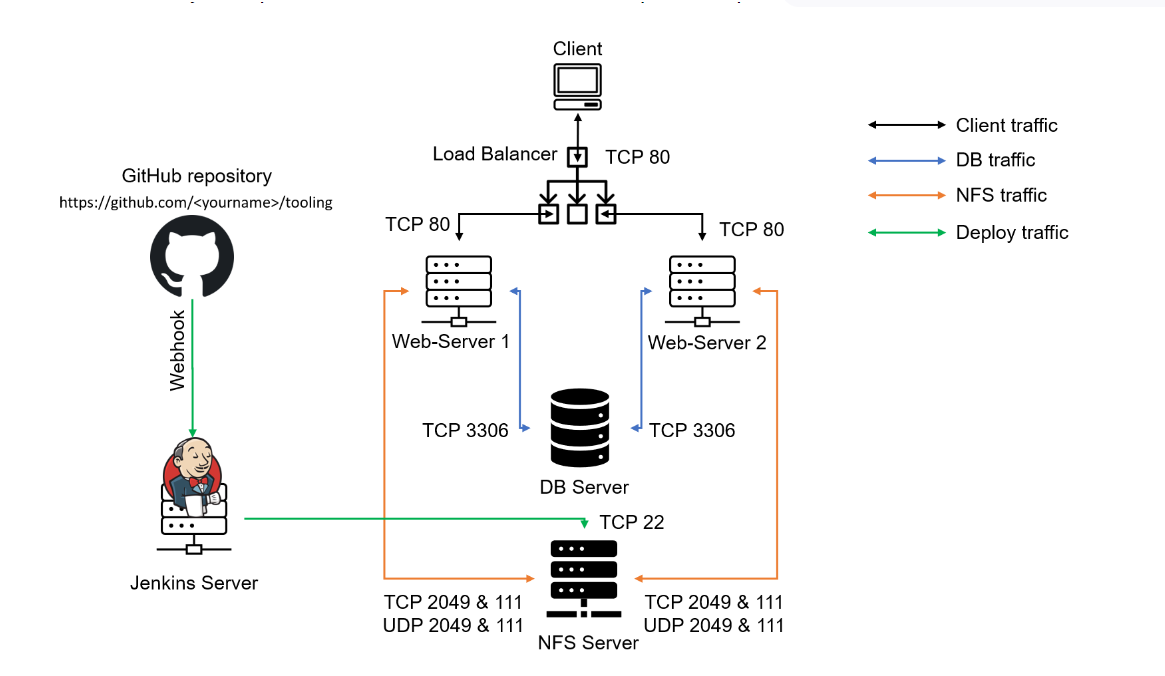 Client
Load Balancer
TCP 80
GitHub repository
https://github.com/<yourname>/tooling
TCP 80
TCP 80
Webhook
Web-Server 1
Web-Server 2
TCP 3306
TCP 3306
DB Server
TCP 22
Jenkins Server
TCP 2049 & 111
UDP 2049 & 111
TCP 2049 & 111
UDP 2049 & 111
NFS Server
Client traffic
DB traffic
NFS traffic
Deploy traffic